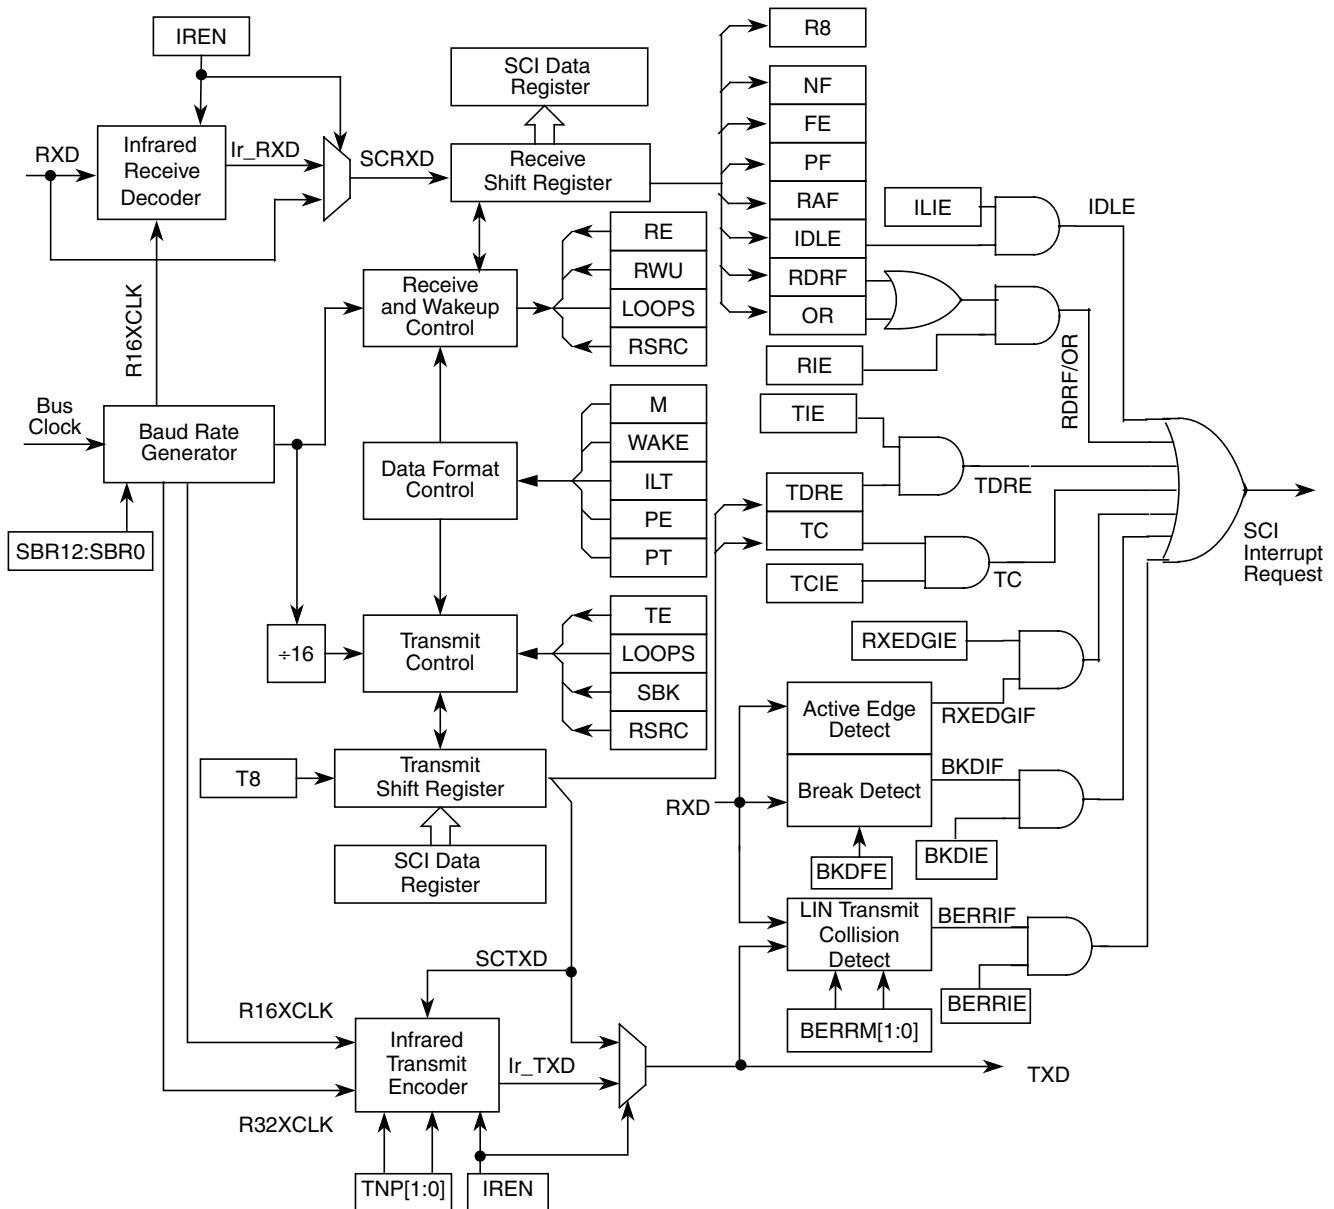 IREN
SCI Data
Register
R8
NF
FE
PF
RAF
IDLE
RDRF
OR
RXD
Infrared
Receive
Decoder
Ir_RXD
SCRXD
Receive
Shift Register
ILIE
IDLE
RE
RWU
LOOPS
RSRC
Receive
and Wakeup
Control
R16XCLK
RIE
RDRF/OR
Bus
Clock
Baud Rate
Generator
SBR12:SBR0
Data Format
Control
M
WAKE
ILT
PE
PT
TIE
TDRE
TC
TCIE
TDRE
TC
SCI
Interrupt
Request
÷16
Transmit
Control
TE
LOOPS
SBK
RSRC
RXEDGIE
Active Edge
Detect
RXEDGIF
T8
Transmit
Shift Register
RXD
Break Detect
BKDIF
BKDIE
BKDFE
SCI Data
Register
LIN Transmit
Collision
Detect
BERRIF
BERRIE
BERRM[1:0]
SCTXD
R16XCLK
Infrared
Transmit
Encoder
Ir_TXD
R32XCLK
TXD
TNP[1:0]
IREN